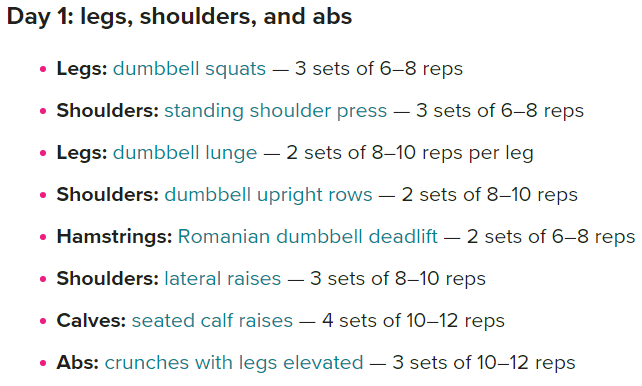 Day 1: legs, shoulders, and abs
• Legs: dumbbell squats — 3 sets of 6–8 reps
• Shoulders: standing shoulder press — 3 sets of 6–8 reps
• Legs: dumbbell lunge — 2 sets of 8–10 reps per leg
• Shoulders: dumbbell upright rows — 2 sets of 8–10 reps
• Hamstrings: Romanian dumbbell deadlift — 2 sets of 6–8 reps
• Shoulders: lateral raises — 3 sets of 8–10 reps
• Calves: seated calf raises — 4 sets of 10–12 reps
• Abs: crunches with legs elevated — 3 sets of 10–12 reps